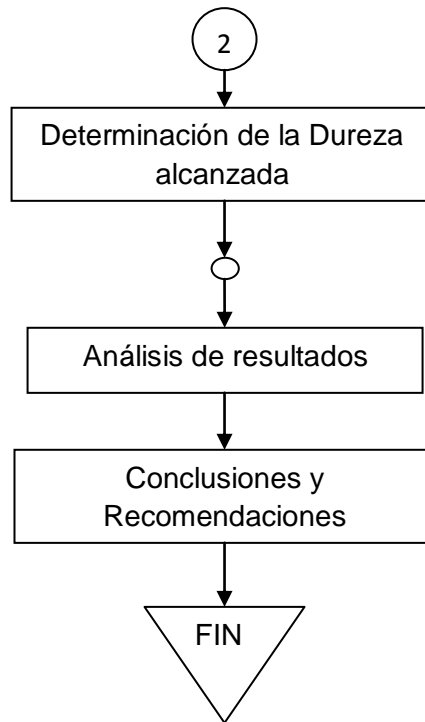 2
Determinación de la Dureza
alcanzada
Análisis de resultados
Conclusiones y
Recomendaciones
FIN